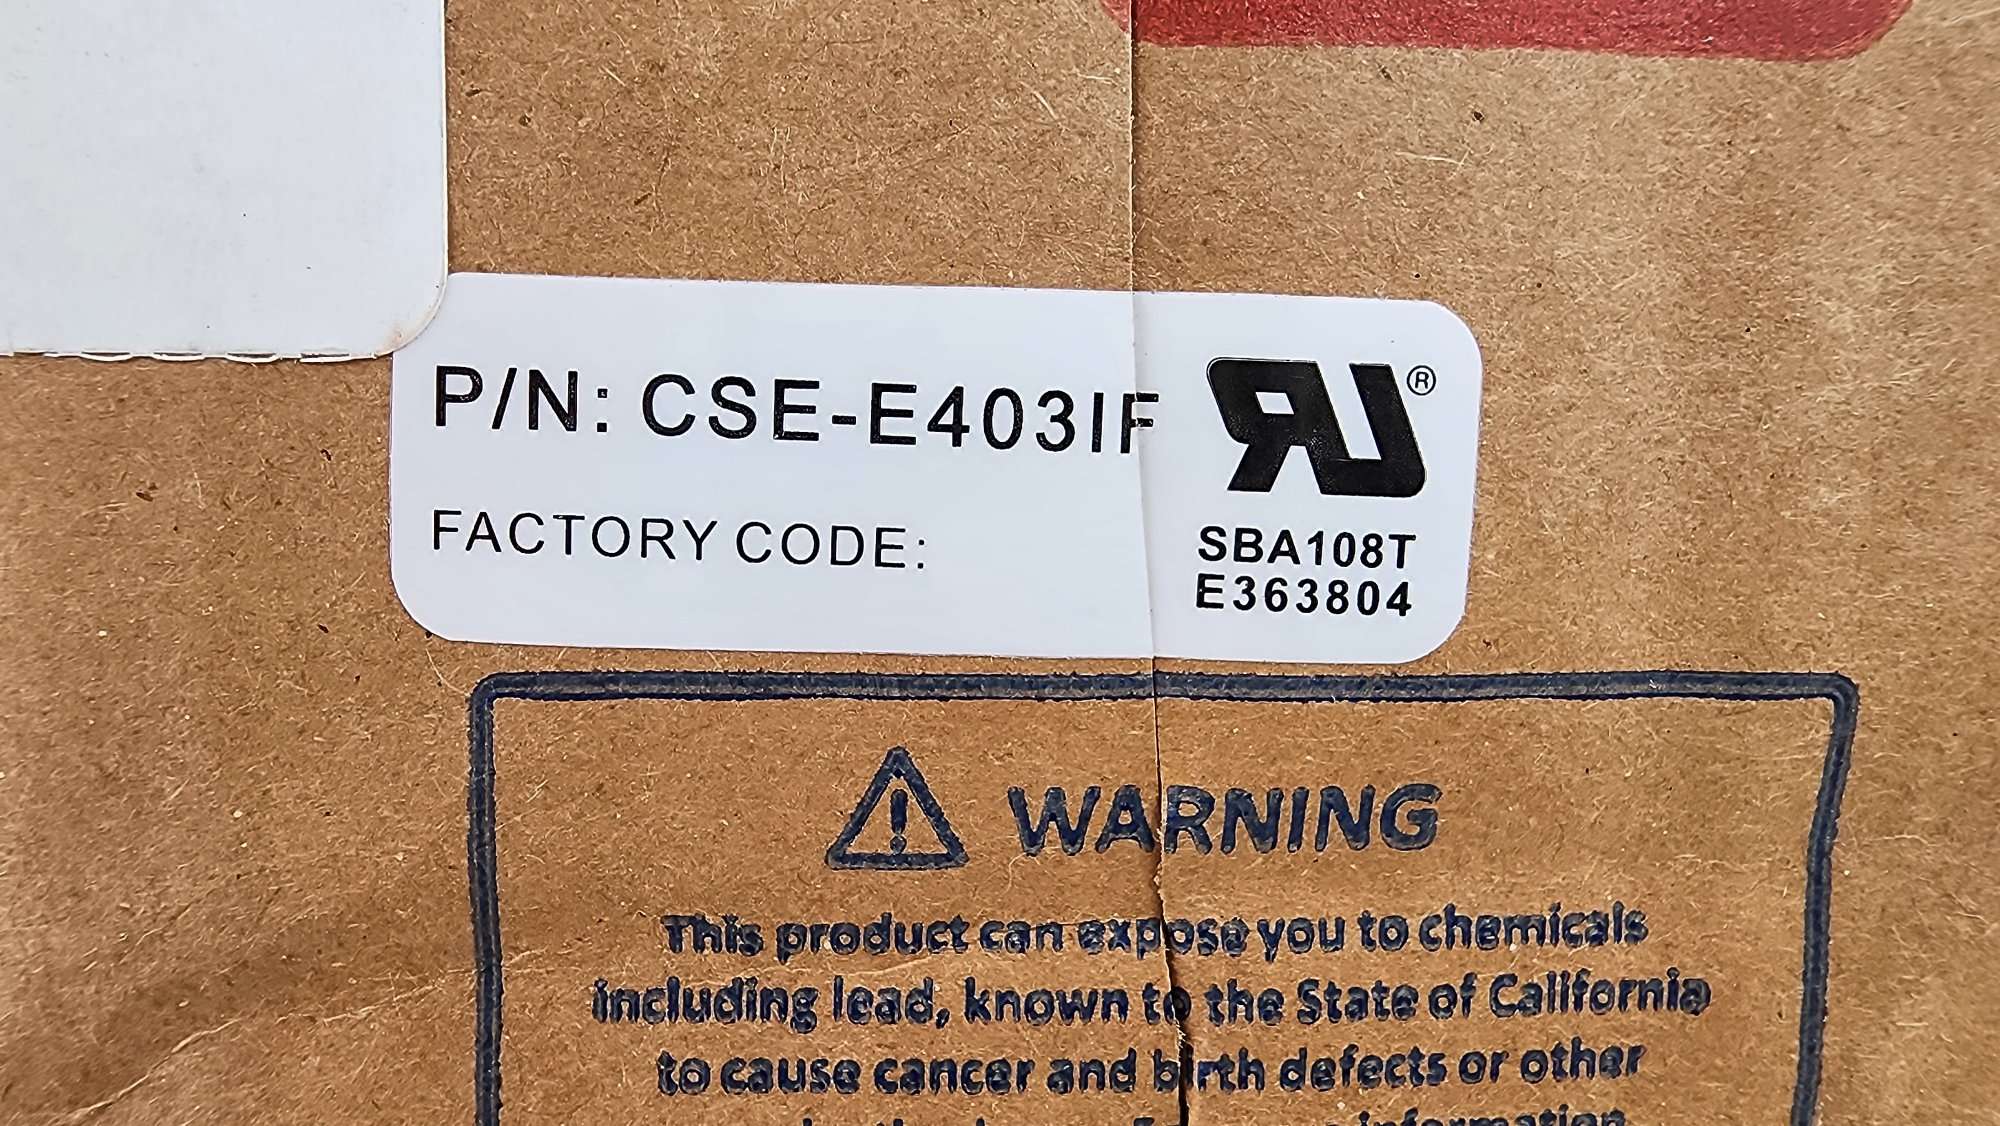 P/N: CSE-E403IF
®
FACTORY CODE:
SBA108T
E363804
WARNING
This product can expose you to chemicals
including lead, known to the State of California
to cause cancer and birth defects or other
information